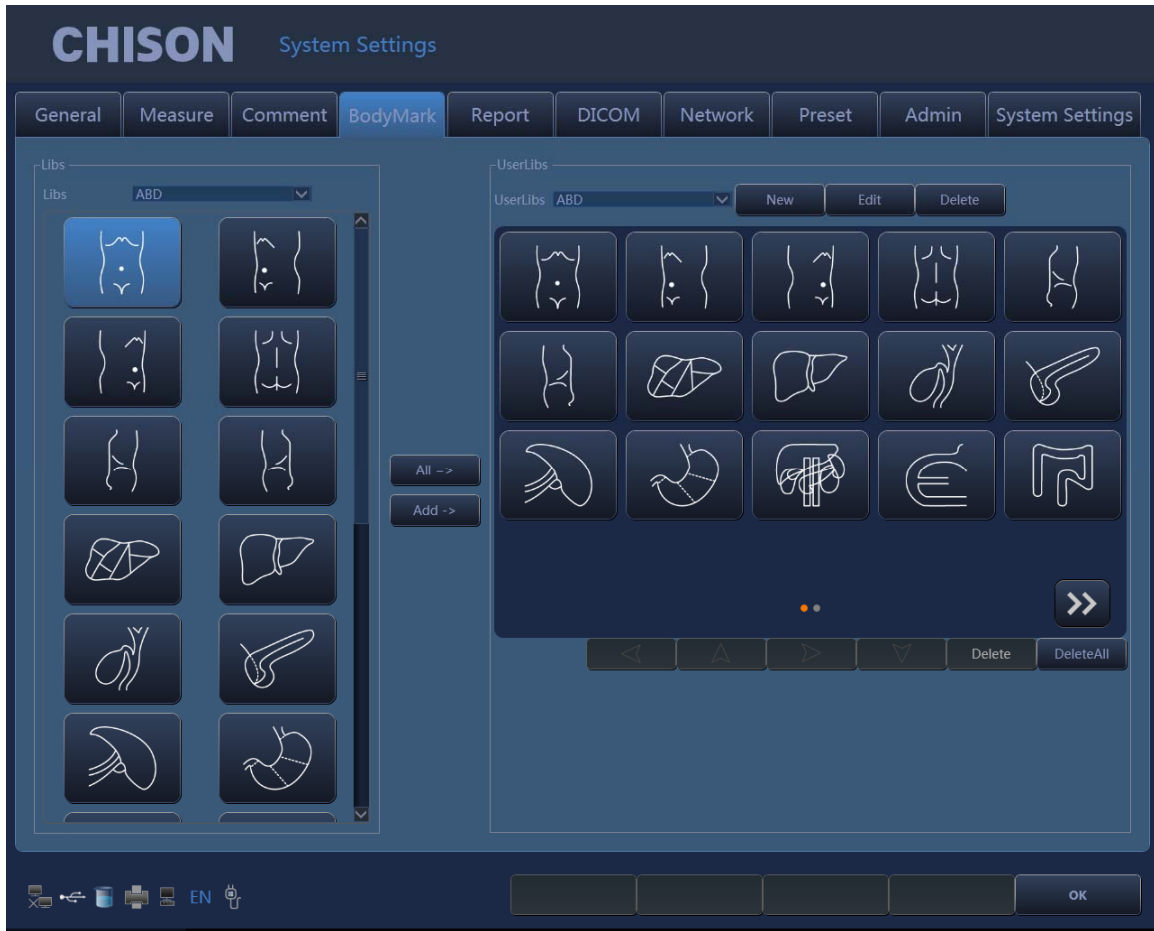 CHISON System Settings
General Measure Comment BodyMark Report DICOM Network Preset Admin System Settings
Libs
Libs ABD
All -->
Add ->
UserLibs
UserLibs ABD New Edit Delete
Delete DeleteAll
EN
OK